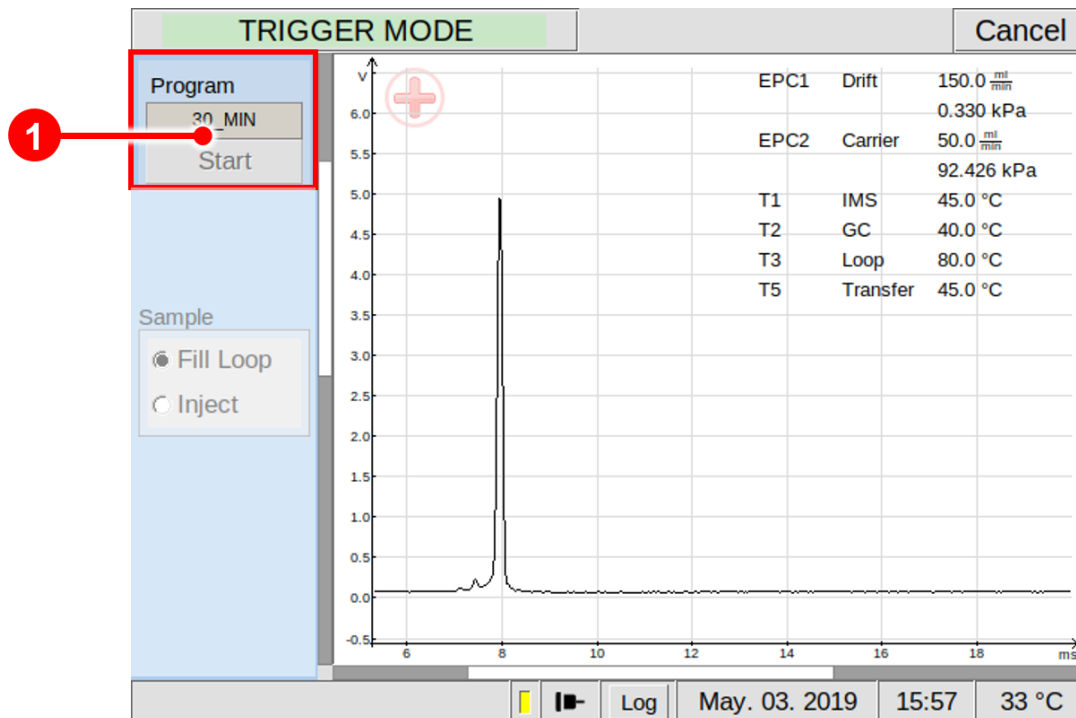 TRIGGER MODE
Cancel
1
Program
30_MIN
Start
Sample
Fill Loop
Inject
V
6.0
5.5
5.0
4.5
4.0
3.5
3.0
2.5
2.0
1.5
1.0
0.5
0.0
-0.5
6 8 10 12 14 16 18 ms
EPC1 Drift 150.0 ml/min
0.330 kPa
EPC2 Carrier 50.0 ml/min
92.426 kPa
T1 IMS 45.0 °C
T2 GC 40.0 °C
T3 Loop 80.0 °C
T5 Transfer 45.0 °C
Log May. 03. 2019 15:57 33 °C